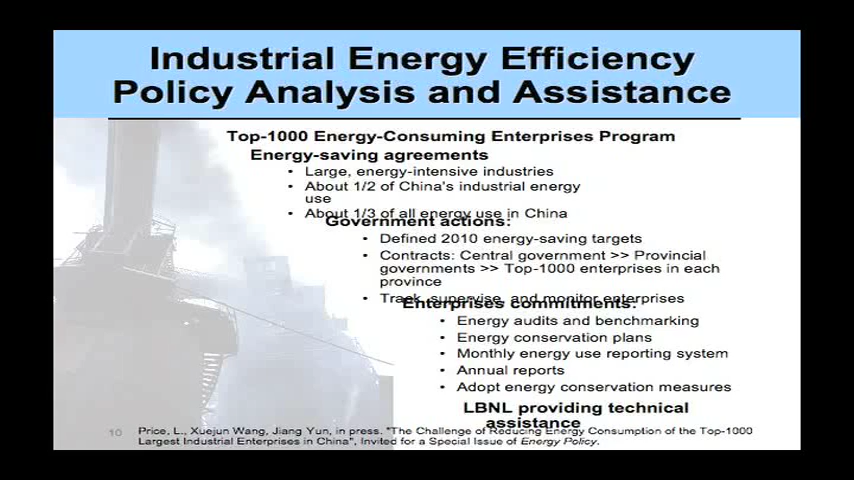 Industrial Energy Efficiency
Policy Analysis and Assistance
Top-1000 Energy-Consuming Enterprises Program
Energy-saving agreements
• Large, energy-intensive industries
• About 1/2 of China's industrial energy
use
• About 1/3 of all energy use in China
Government actions:
• Defined 2010 energy-saving targets
• Contracts: Central government >> Provincial
governments >> Top-1000 enterprises in each
province
• Track, supervise, and monitor enterprises
Enterprises commitments:
• Energy audits and benchmarking
• Energy conservation plans
• Monthly energy use reporting system
• Annual reports
• Adopt energy conservation measures
LBNL providing technical
assistance
10
Price, L., Xuejun Wang, Jiang Yun, in press. "The Challenge of Reducing Energy Consumption of the Top-1000
Largest Industrial Enterprises in China", Invited for a Special Issue of Energy Policy.